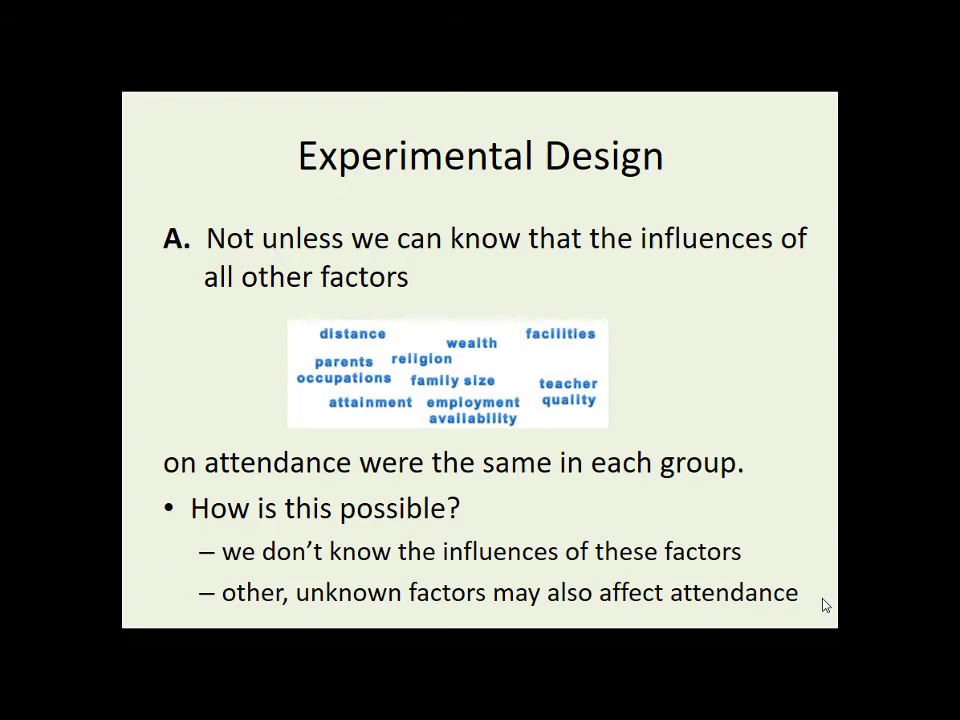 Experimental Design
A. Not unless we can know that the influences of
all other factors
distance
wealth
facilities
parents
occupations
religion
family size
teacher
quality
attainment
employment
availability
on attendance were the same in each group.
• How is this possible?
– we don’t know the influences of these factors
– other, unknown factors may also affect attendance